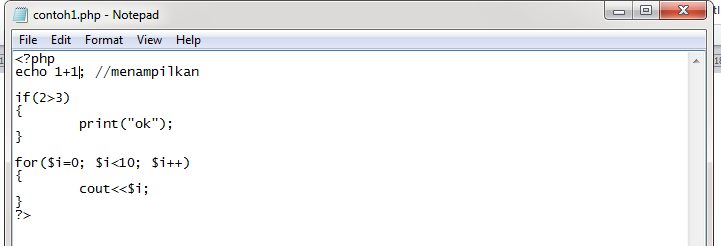 contoh1.php - Notepad
File Edit Format View Help
<?php
echo 1+1; //menampilkan

if(2>3)
{
        print("ok");
}

for($i=0; $i<10; $i++)
{
        cout<<$i;
}
?>